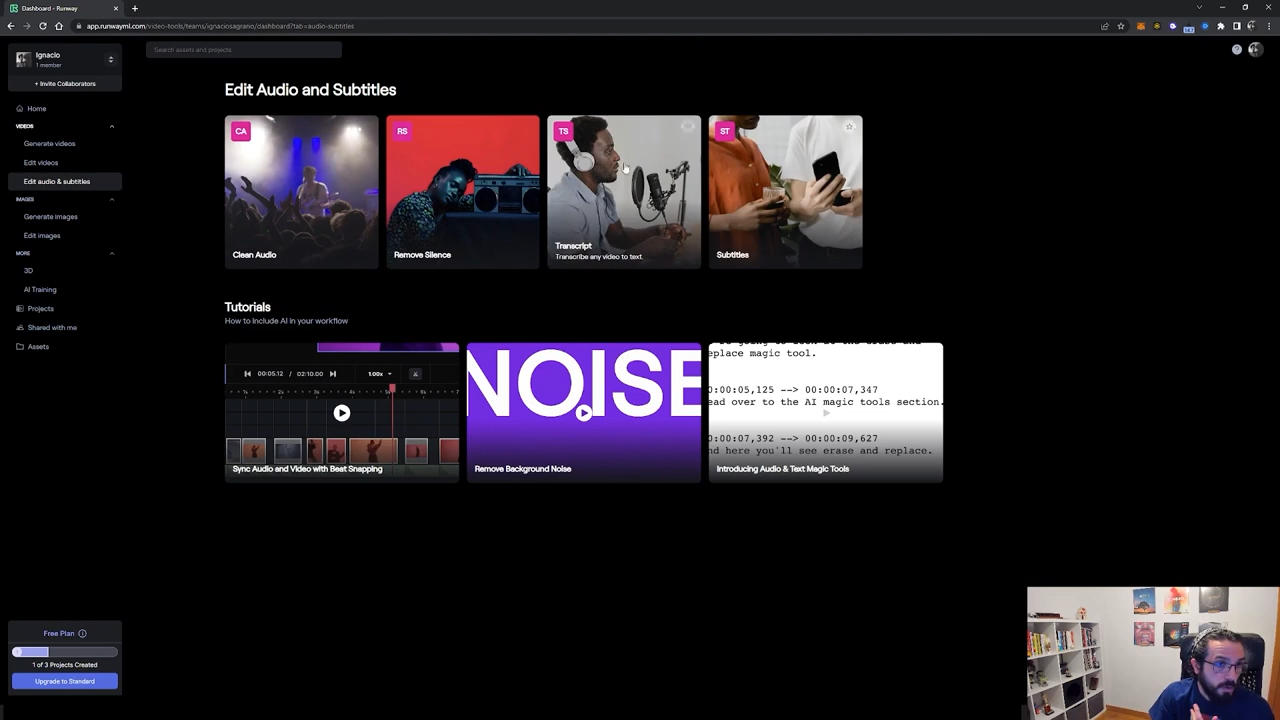 Dashboard - Runway
app.runwayml.com/video-tools/teams/ignaciosagrano/dashboard?tab=audio-subtitles
Ignacio
1 member
+ Invite Collaborators
Search assets and projects
Home
VIDEOS
Generate videos
Edit videos
Edit audio & subtitles
IMAGES
Generate images
Edit images
MORE
3D
AI Training
Projects
Shared with me
Assets
Edit Audio and Subtitles
CA
Clean Audio
RS
Remove Silence
TS
Transcript
Transcribe any video to text.
ST
Subtitles
Tutorials
How to include AI in your workflow
00:05.12 / 02:10.00
1.00x
1s 2s 3s 4s 5s 6s 7
Sync Audio and Video with Beat Snapping
NOISE
Remove Background Noise
eplace magic tool.
0:00:05,125 --> 00:00:07,347
ead over to the AI magic tools section.
0:00:07,392 --> 00:00:09,627
nd here you'll see erase and replace.
Introducing Audio & Text Magic Tools
Free Plan
1 of 3 Projects Created
Upgrade to Standard